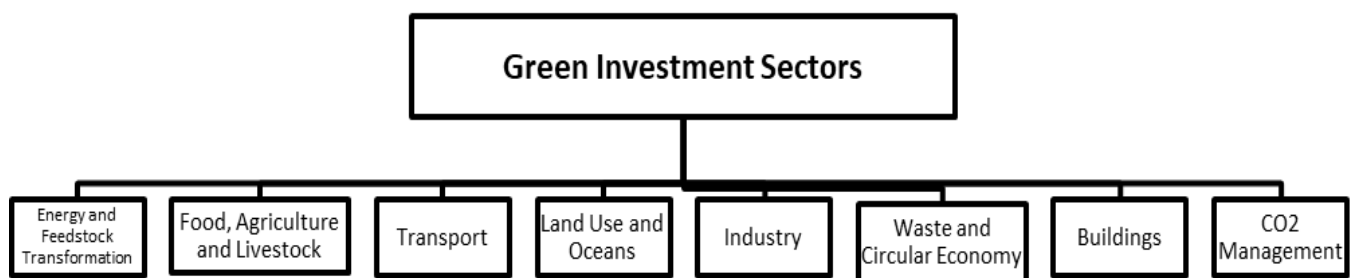 Green Investment Sectors
Energy and
Feedstock
Transformation
Food, Agriculture
and Livestock
Transport
Land Use and
Oceans
Industry
Waste and
Circular Economy
Buildings
CO2
Management